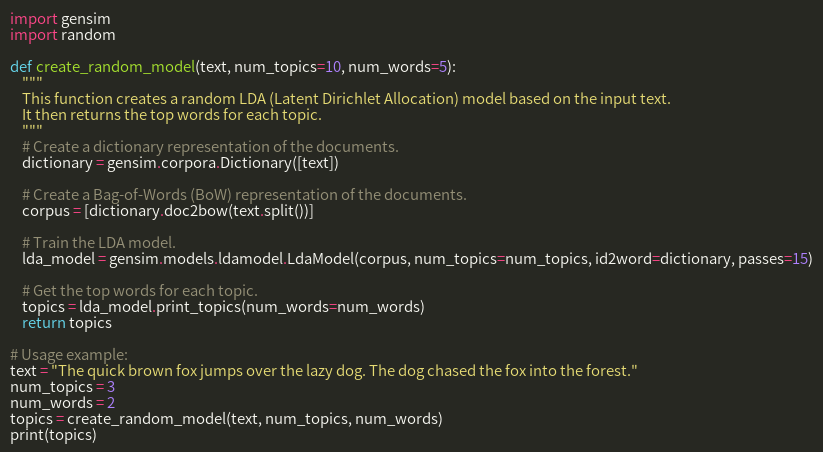 import gensim
import random
def create_random_model(text, num_topics=10, num_words=5):
"""
This function creates a random LDA (Latent Dirichlet Allocation) model based on the input text.
It then returns the top words for each topic.
"""
# Create a dictionary representation of the documents.
dictionary = gensim.corpora.Dictionary([text])
# Create a Bag-of-Words (BoW) representation of the documents.
corpus = [dictionary.doc2bow(text.split())]
# Train the LDA model.
lda_model = gensim.models.ldamodel.LdaModel(corpus, num_topics=num_topics, id2word=dictionary, passes=15)
# Get the top words for each topic.
topics = lda_model.print_topics(num_words=num_words)
return topics
# Usage example:
text = "The quick brown fox jumps over the lazy dog. The dog chased the fox into the forest."
num_topics = 3
num_words = 2
topics = create_random_model(text, num_topics, num_words)
print(topics)